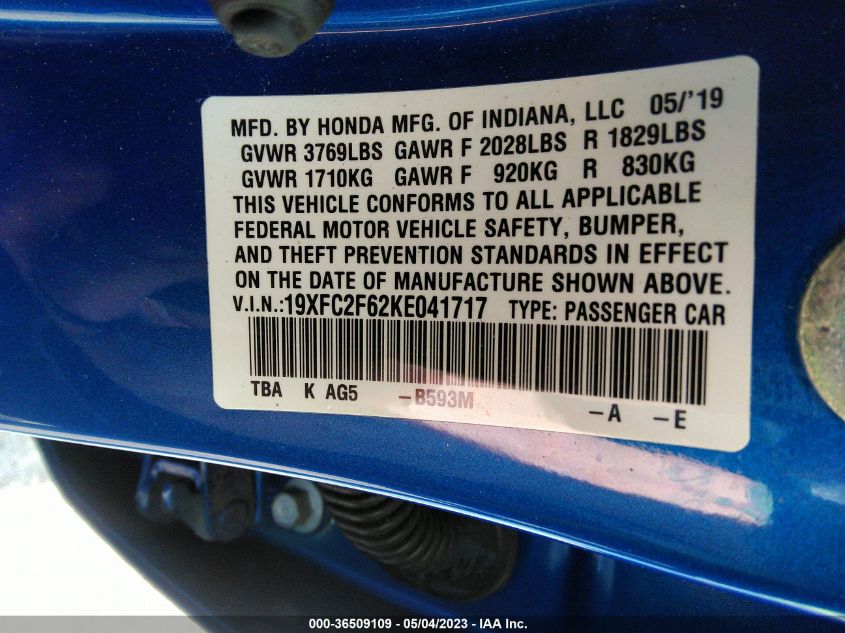 MFD. BY HONDA MFG. OF INDIANA, LLC 05/'19
GVWR 3769LBS GAWR F 2028LBS R 1829LBS
GVWR 1710KG GAWR F 920KG R 830KG
THIS VEHICLE CONFORMS TO ALL APPLICABLE
FEDERAL MOTOR VEHICLE SAFETY, BUMPER,
AND THEFT PREVENTION STANDARDS IN EFFECT
ON THE DATE OF MANUFACTURE SHOWN ABOVE.
V.I.N.:19XFC2F62KE041717 TYPE: PASSENGER CAR
TBA K AG5 –B593M –A –E
000-36509109 - 05/04/2023 - IAA Inc.